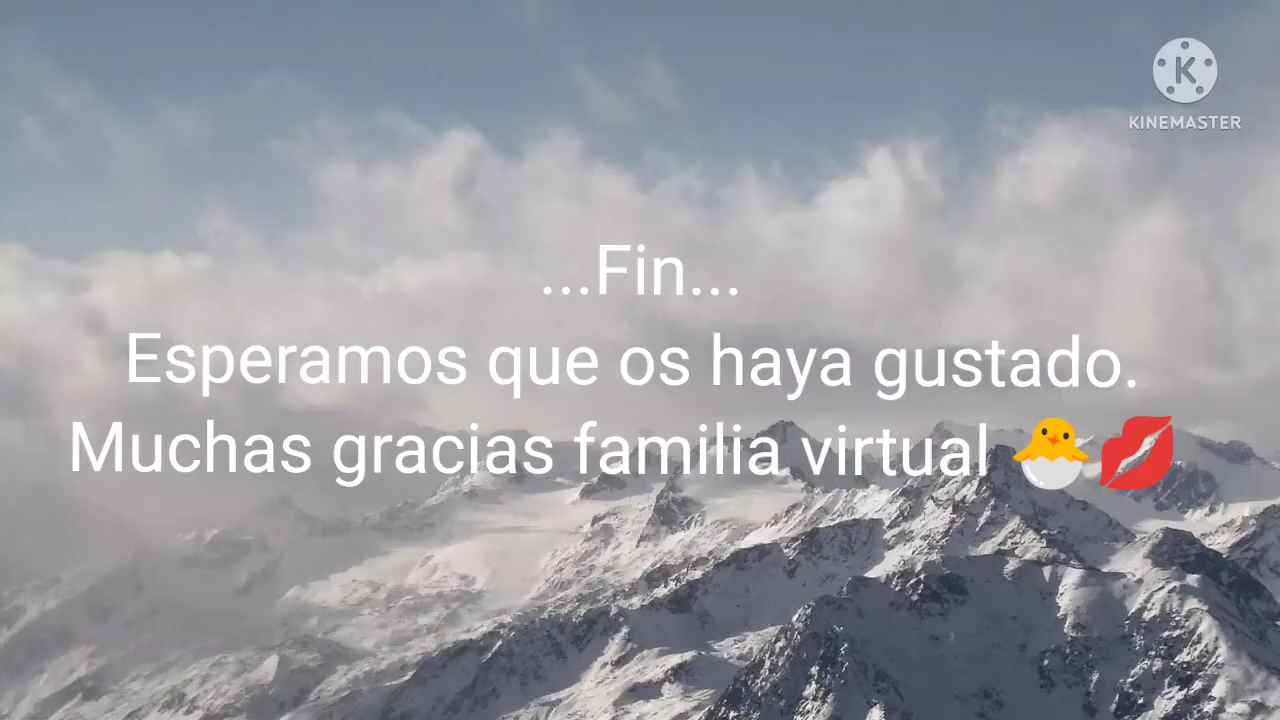 KINEMASTER
...Fin...
Esperamos que os haya gustado.
Muchas gracias familia virtual 🐣💋